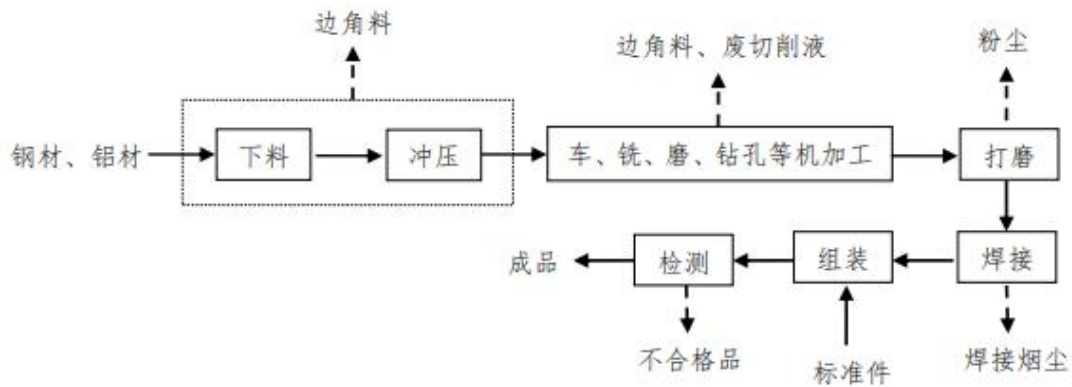 边角料
边角料、废切削液
粉尘
钢材、铝材
下料
冲压
车、铣、磨、钻孔等机加工
打磨
成品
检测
组装
焊接
不合格品
标准件
焊接烟尘